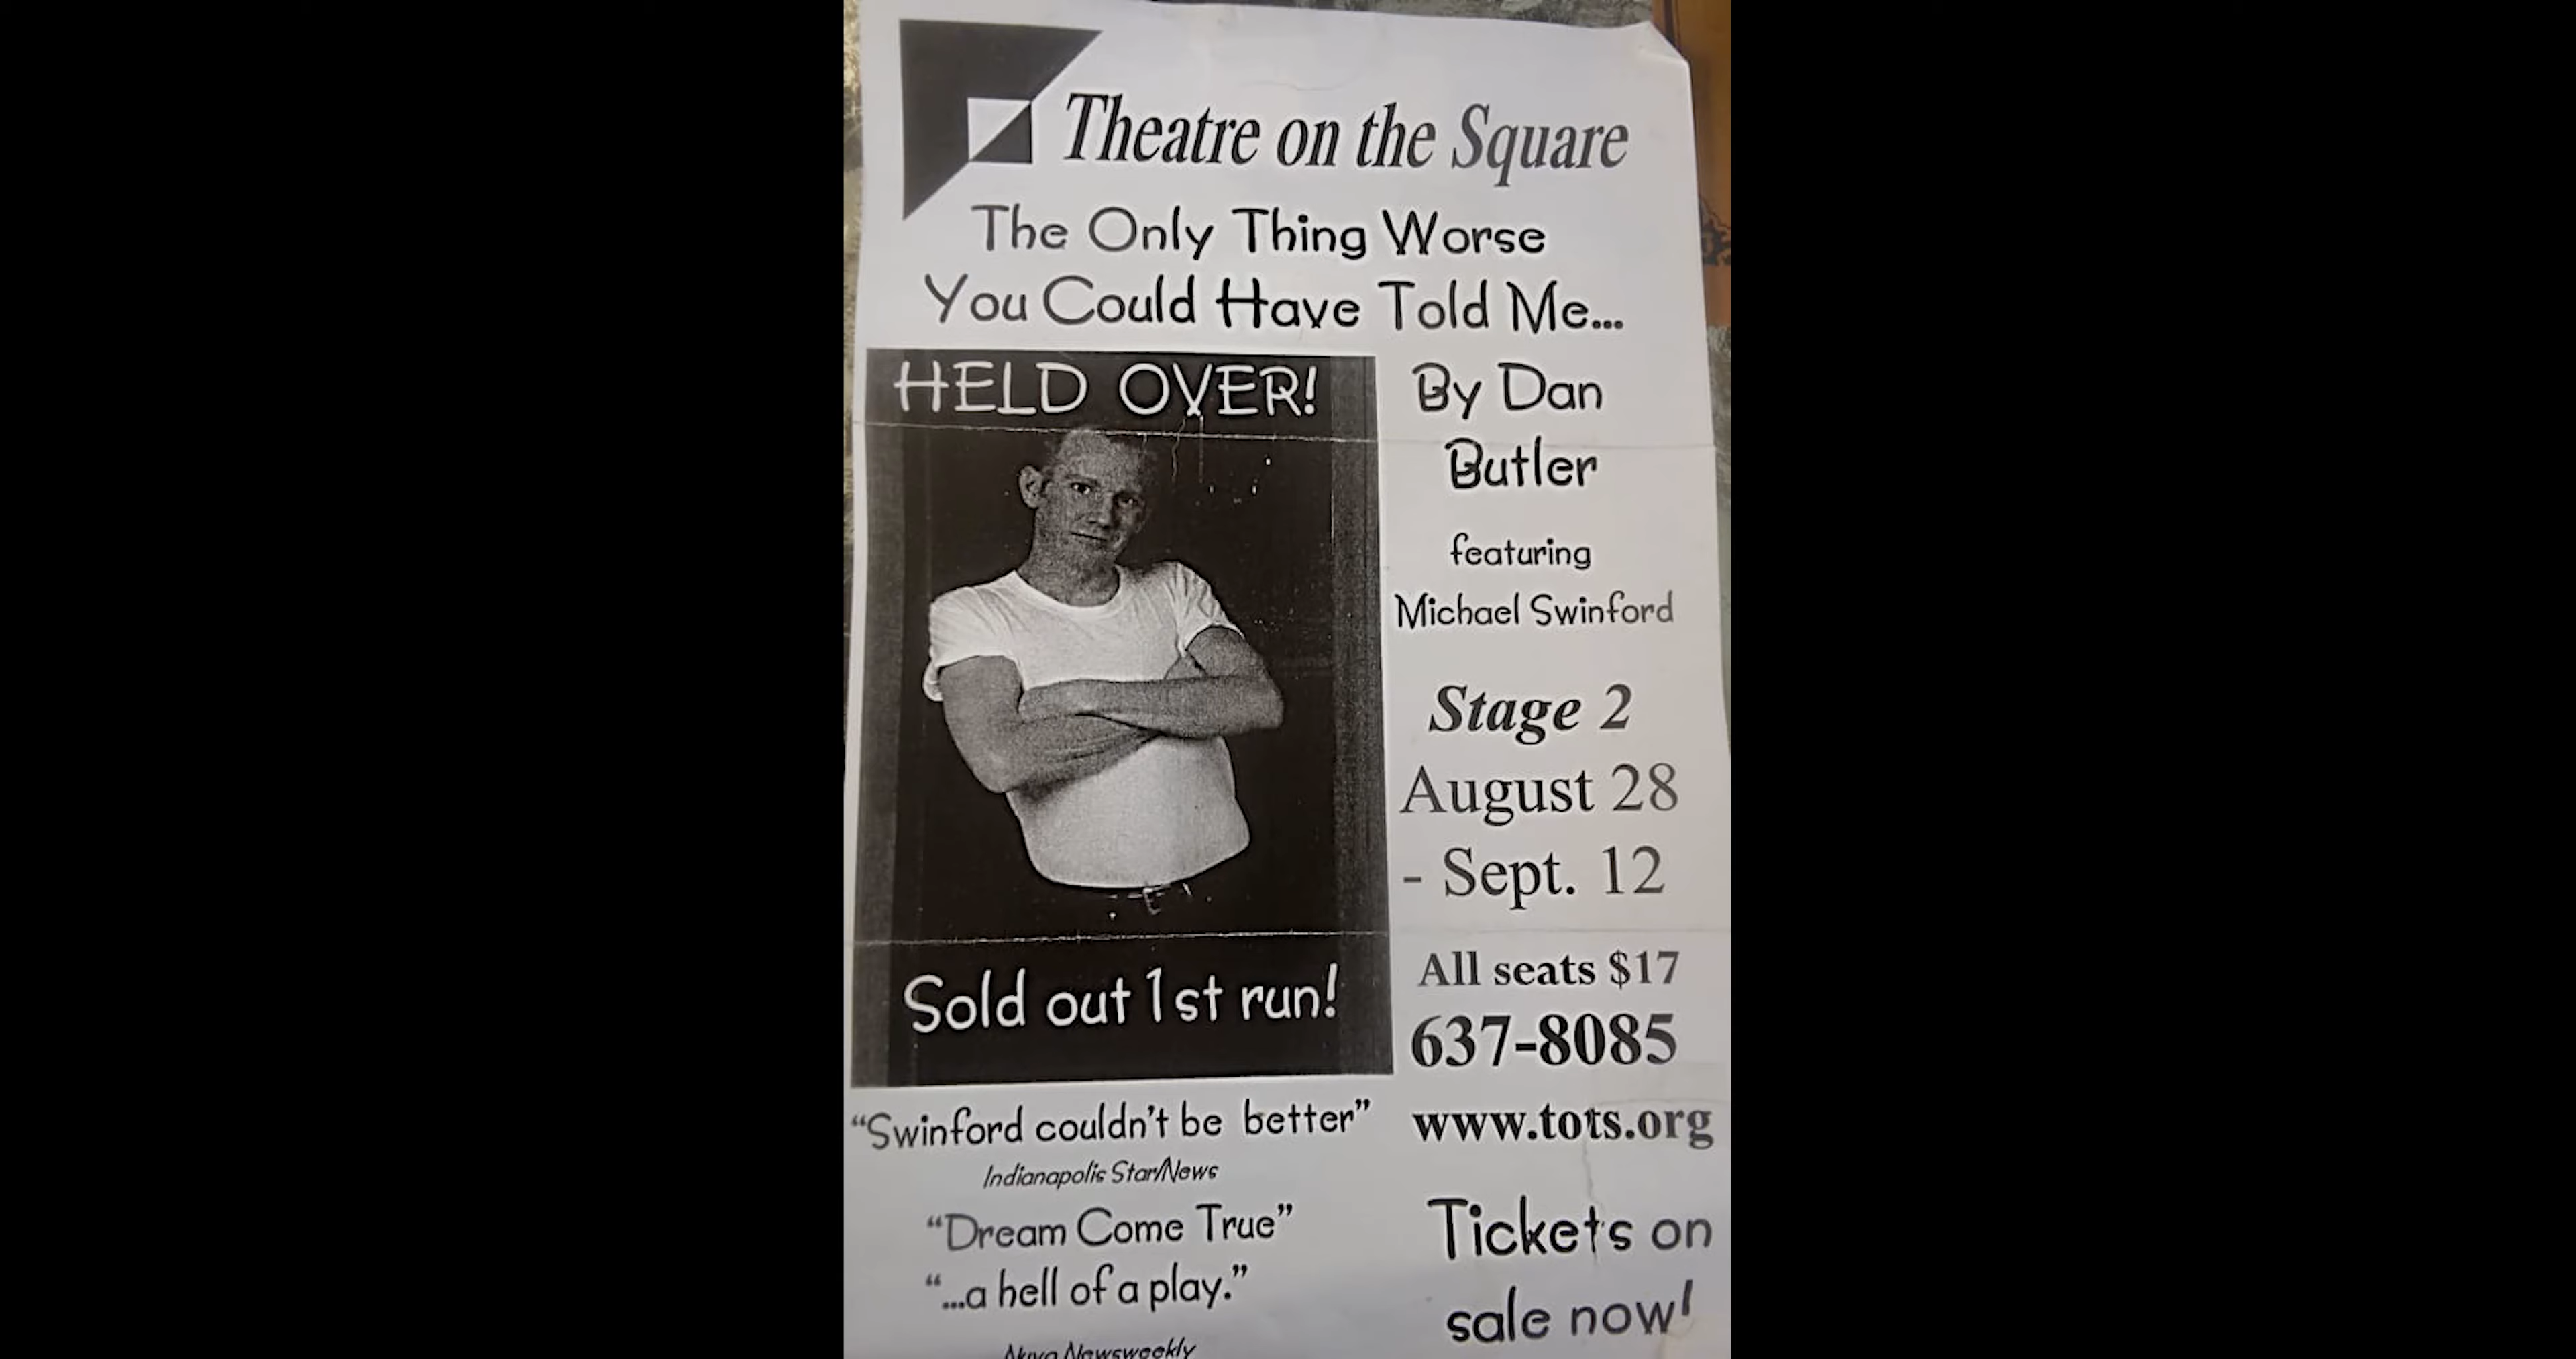 Theatre on the Square
The Only Thing Worse
You Could Have Told Me...
HELD OVER!
Sold out 1st run!
By Dan
Butler
featuring
Michael Swinford
Stage 2
August 28
- Sept. 12
All seats $17
637-8085
www.tots.org
Tickets on
sale now!
“Swinford couldn't be better”
Indianapolis Star/News
“Dream Come True”
“...a hell of a play.”
Newsweekly